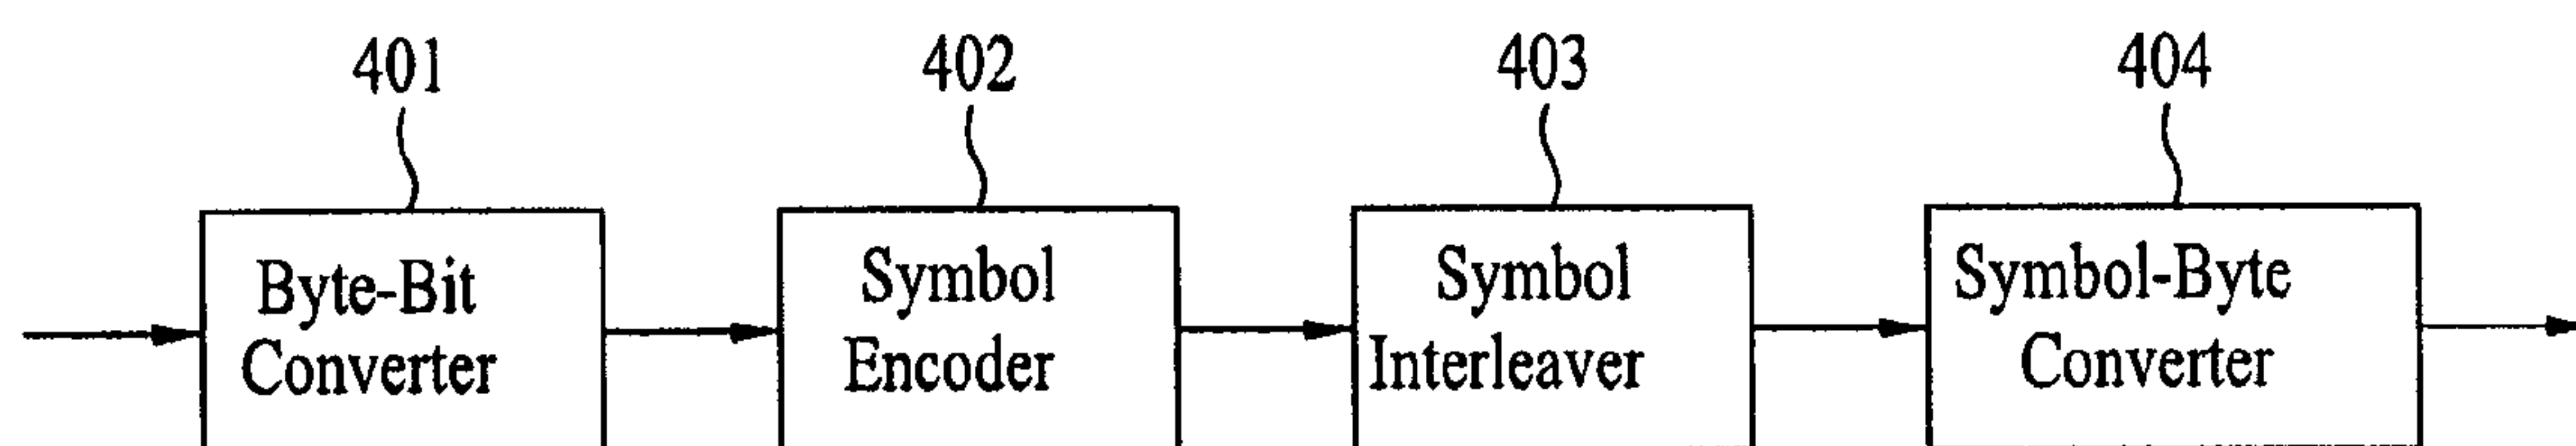 401
402
403
404
Byte-Bit
Converter
Symbol
Encoder
Symbol
Interleaver
Symbol-Byte
Converter